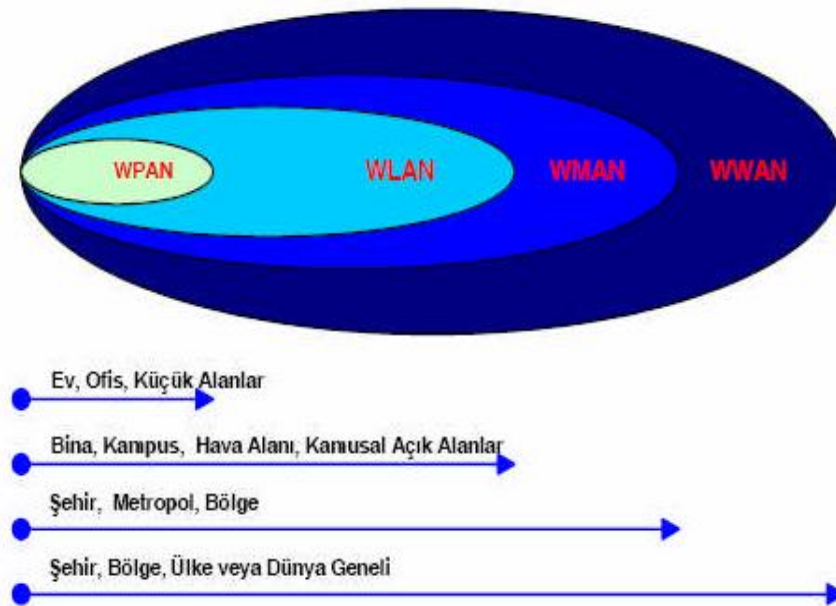 WPAN WLAN WMAN WWAN
Ev, Ofis, Küçük Alanlar
Bina, Kampus, Hava Alanı, Kamusal Açık Alanlar
Şehir, Metropol, Bölge
Şehir, Bölge, Ülke veya Dünya Geneli